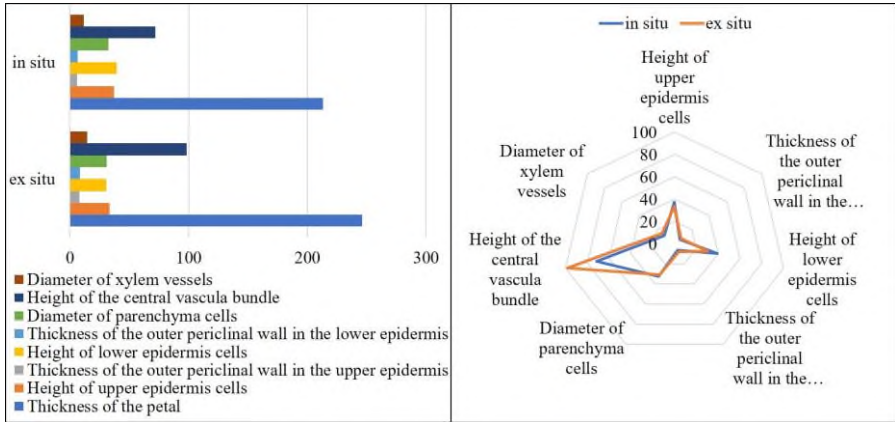 in situ
ex situ
0
100
200
300
Diameter of xylem vessels
Height of the central vascula bundle
Diameter of parenchyma cells
Thickness of the outer periclinal wall in the lower epidermis
Height of lower epidermis cells
Thickness of the outer periclinal wall in the upper epidermis
Height of upper epidermis cells
Thickness of the petal
in situ
ex situ
Height of
upper
epidermis
cells
100
80
60
40
20
0
Thickness of
the outer
periclinal
wall in the…
Height of
lower
epidermis
cells
Thickness of
the outer
periclinal
wall in the…
Diameter of
parenchyma
cells
Height of the
central
vascula
bundle
Diameter of
xylem
vessels